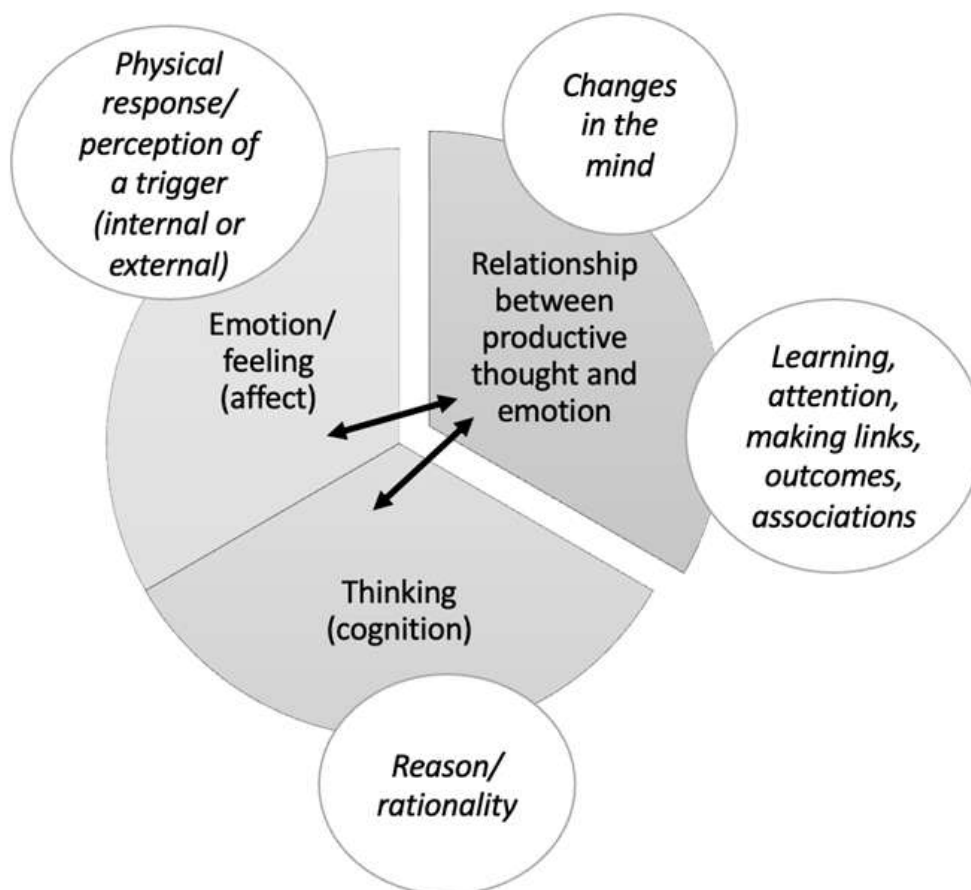 Physical
response/
perception of
a trigger
(internal or
external)
Changes
in the
mind
Relationship
between
productive
thought and
emotion
Emotion/
feeling
(affect)
Learning,
attention,
making links,
outcomes,
associations
Thinking
(cognition)
Reason/
rationality